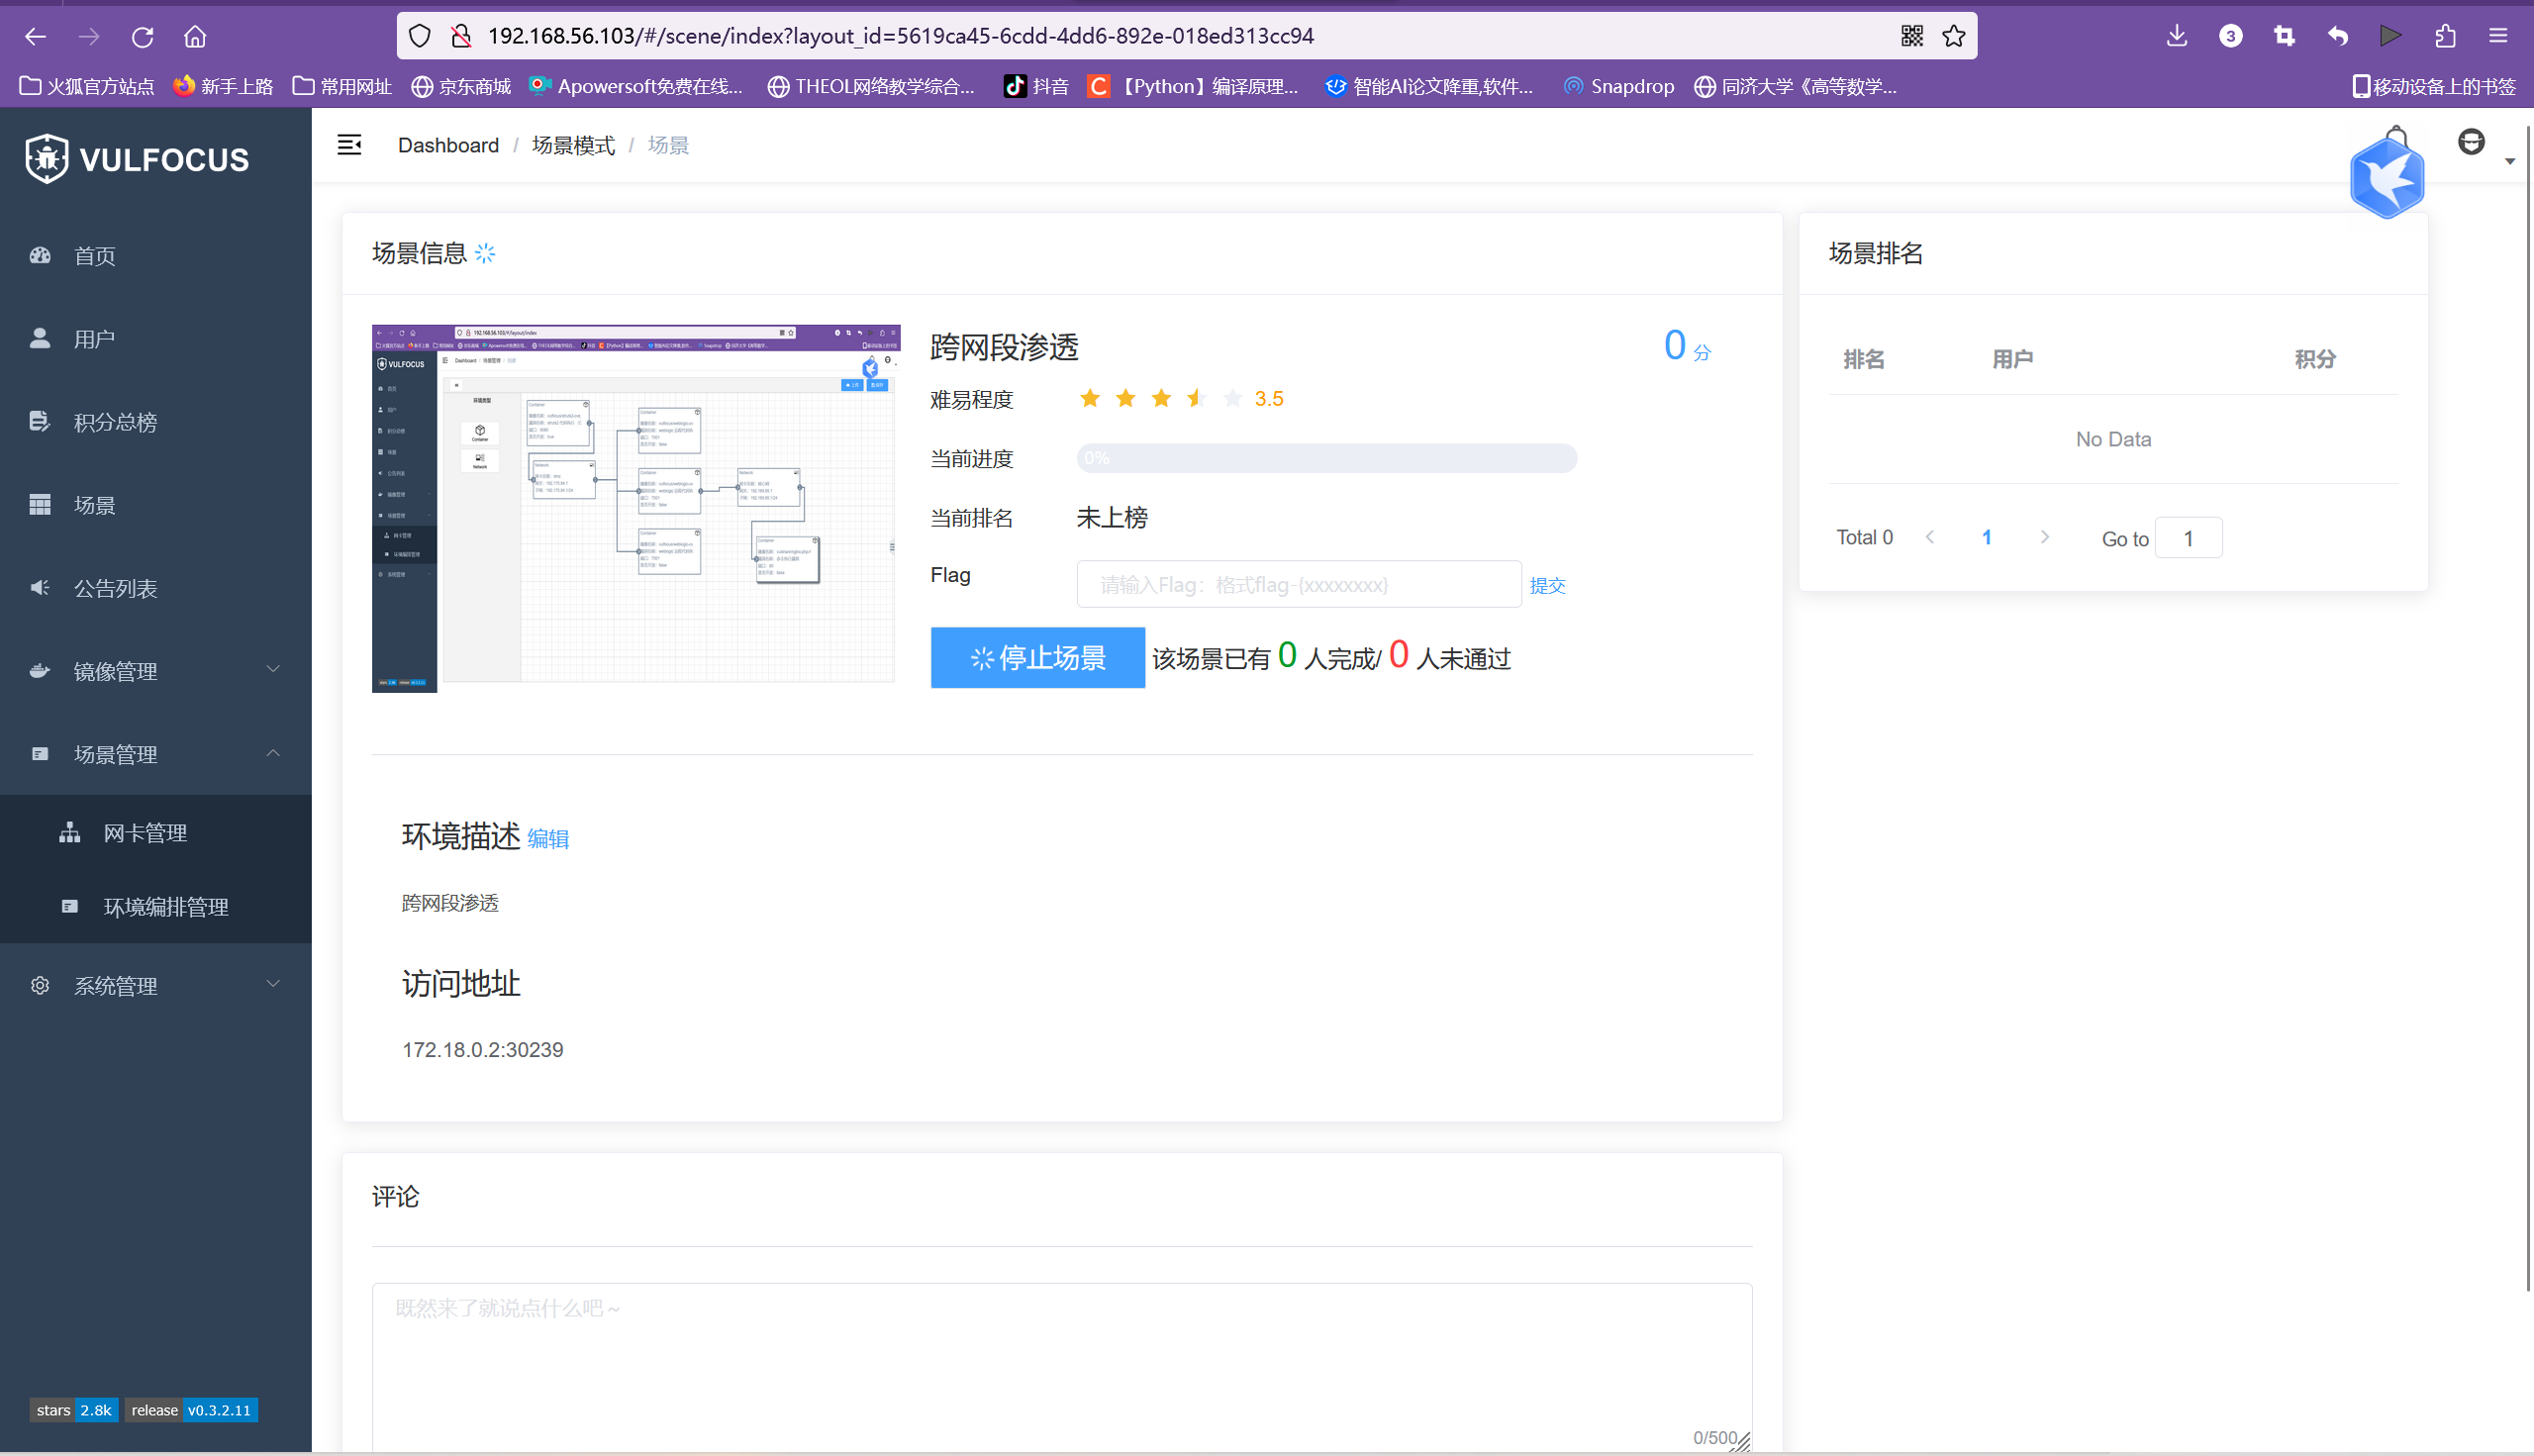 192.168.56.103/#/scene/index?layout_id=5619ca45-6cdd-4dd6-892e-018ed313cc94
3
火狐官方站点 新手上路 常用网址 京东商城 Apowersoft免费在线... THEOL网络教学综合... 抖音 【Python】编译原理... 智能AI论文降重,软件... Snapdrop 同济大学《高等数学... 移动设备上的书签
VULFOCUS
Dashboard / 场景模式 / 场景
首页
用户
积分总榜
场景
公告列表
镜像管理
场景管理
网卡管理
环境编排管理
系统管理
stars 2.8k release v0.3.2.11
场景信息
跨网段渗透
0 分
难易程度 3.5
当前进度 0%
当前排名 未上榜
Flag 请输入Flag：格式flag-{xxxxxxxx} 提交
停止场景 该场景已有 0 人完成/ 0 人未通过
环境描述 编辑
跨网段渗透
访问地址
172.18.0.2:30239
评论
既然来了就说点什么吧～
0/500
场景排名
排名 用户 积分
No Data
Total 0 1 Go to 1